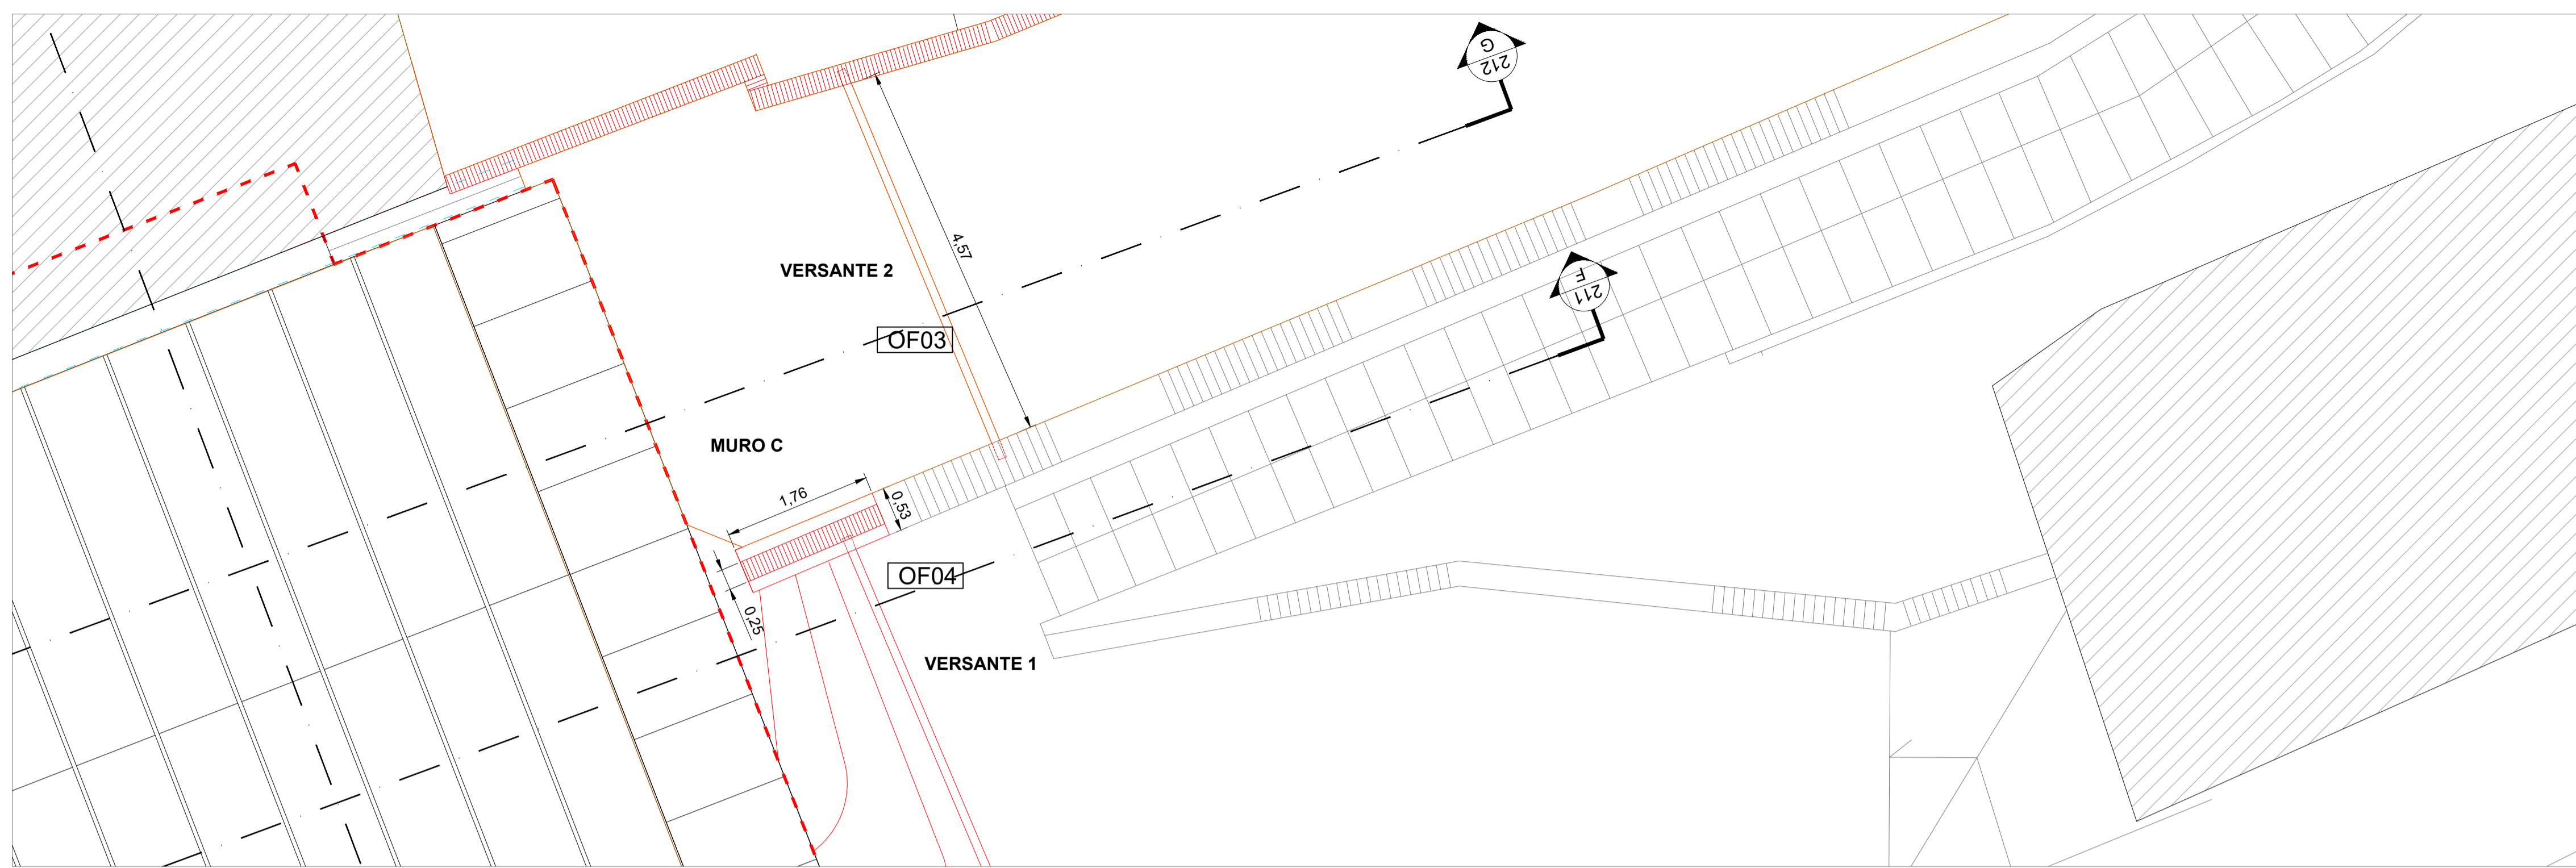 G
212
4,57
VERSANTE 2
F
211
OF03
MURO C
1,76
0,53
OF04
0,25
VERSANTE 1